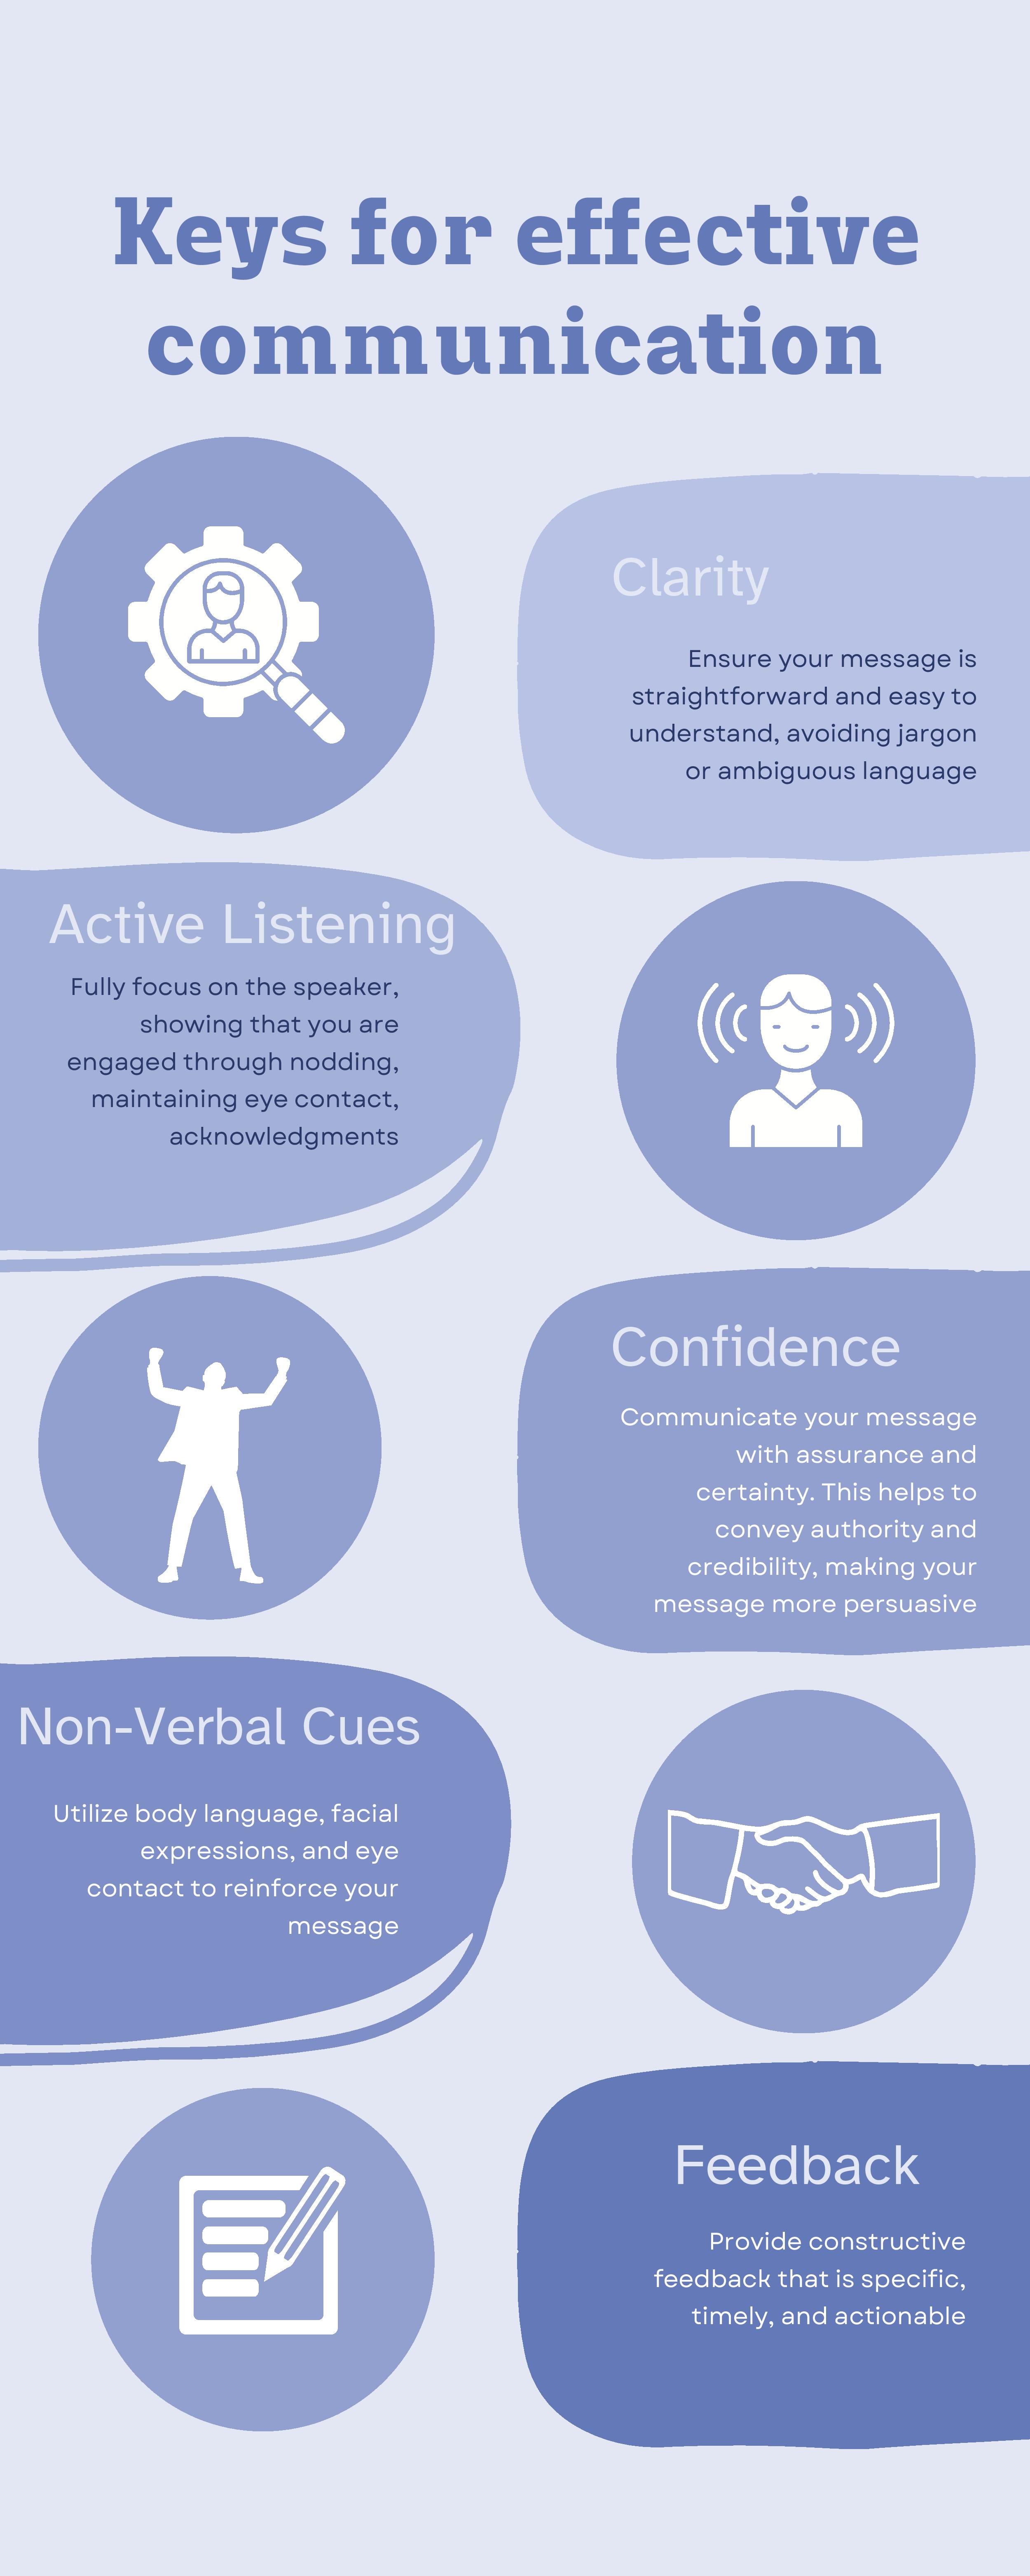 Keys for effective
communication
Clarity
Ensure your message is
straightforward and easy to
understand, avoiding jargon
or ambiguous language
Active Listening
Fully focus on the speaker,
showing that you are
engaged through nodding,
maintaining eye contact,
acknowledgments
Confidence
Communicate your message
with assurance and
certainty. This helps to
convey authority and
credibility, making your
message more persuasive
Non-Verbal Cues
Utilize body language, facial
expressions, and eye
contact to reinforce your
message
Feedback
Provide constructive
feedback that is specific,
timely, and actionable